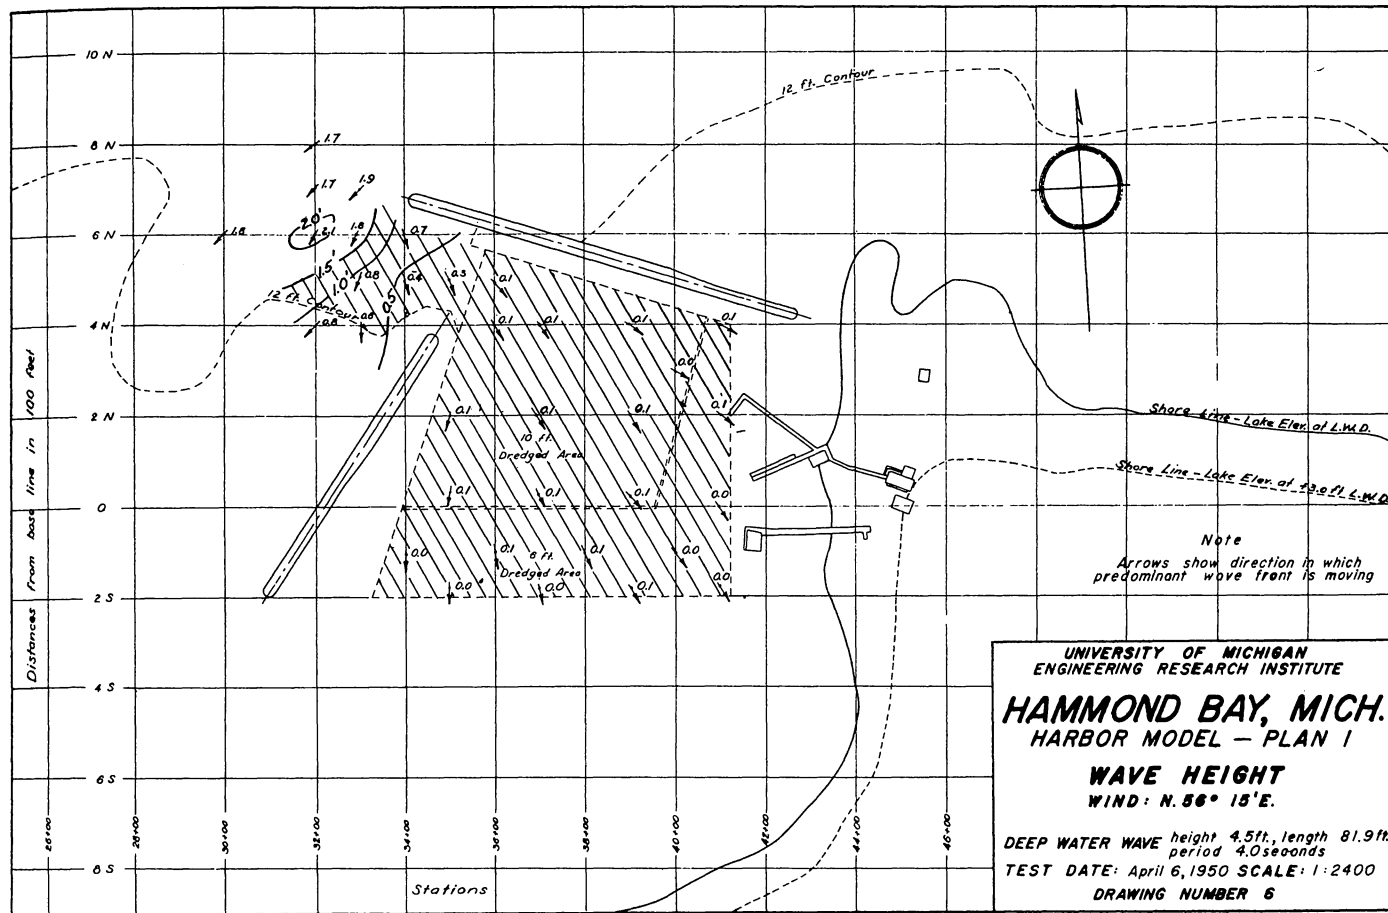 10 N
8 N
6 N
4 N
2 N
0
2 S
4 S
6 S
8 S
Distances from base line in 100 feet
12 ft. Contour
1.7
1.7
1.9
1.8
2.0'
2.1
1.8
0.7
1.5'
1.0'
0.8
0.5'
0.4
0.3
0.1
12 ft. Contour
0.8
0.6
0.1
0.1
0.1
0.1
0.0
0.1
0.1
0.1
0.1
10 ft.
Dredged Area
0.1
0.1
0.1
0.0
0.0
0.1
0.1
0.0
0.0
6 ft.
Dredged Area
0.0
0.0
0.1
Shore Line - Lake Elev. at L.W.D.
Shore Line - Lake Elev. at +3.0 ft L.W.D.
Note
Arrows show direction in which
predominant wave front is moving
26+00
28+00
30+00
32+00
34+00
36+00
38+00
40+00
42+00
44+00
46+00
Stations
UNIVERSITY OF MICHIGAN
ENGINEERING RESEARCH INSTITUTE
HAMMOND BAY, MICH.
HARBOR MODEL — PLAN 1
WAVE HEIGHT
WIND: N. 56° 15' E.
DEEP WATER WAVE height 4.5ft., length 81.9ft.
period 4.0 seconds
TEST DATE: April 6, 1950 SCALE: 1:2400
DRAWING NUMBER 6